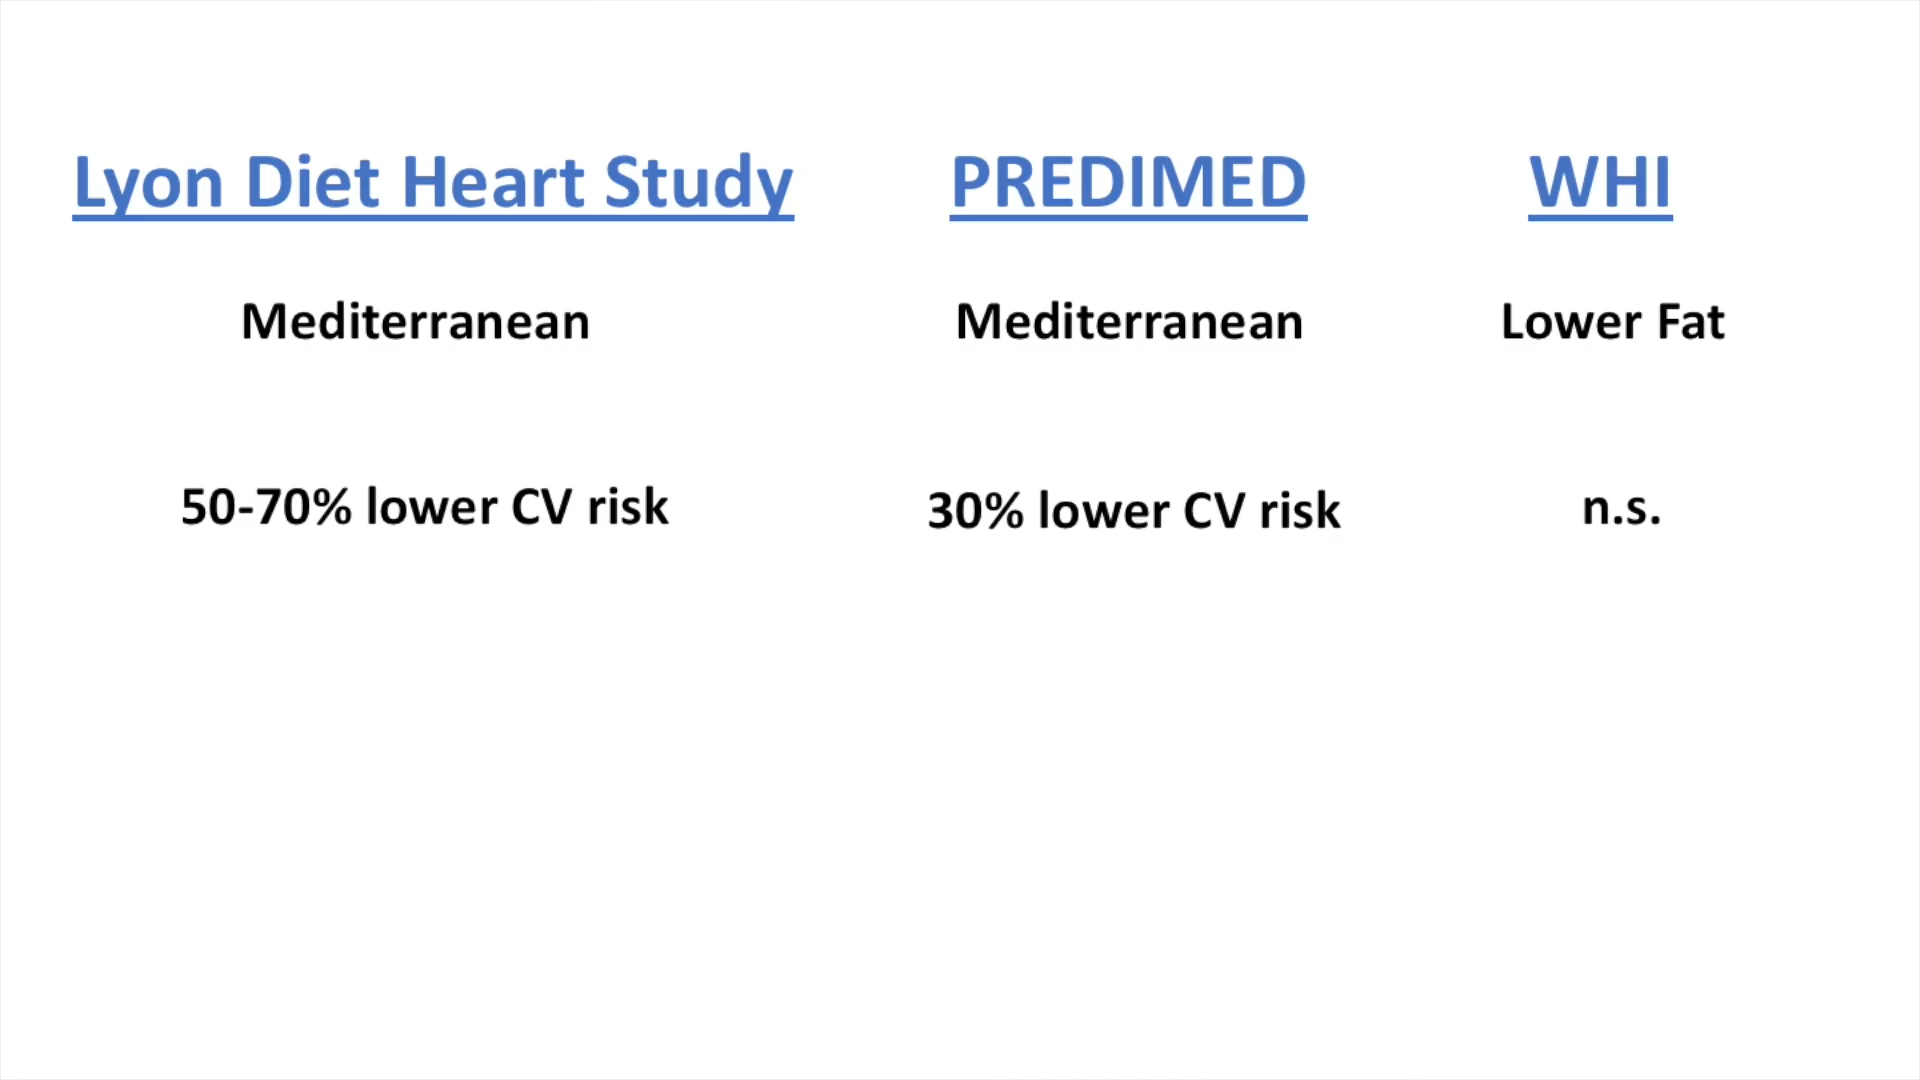 Lyon Diet Heart Study PREDIMED WHI
Mediterranean Mediterranean Lower Fat
50-70% lower CV risk 30% lower CV risk n.s.